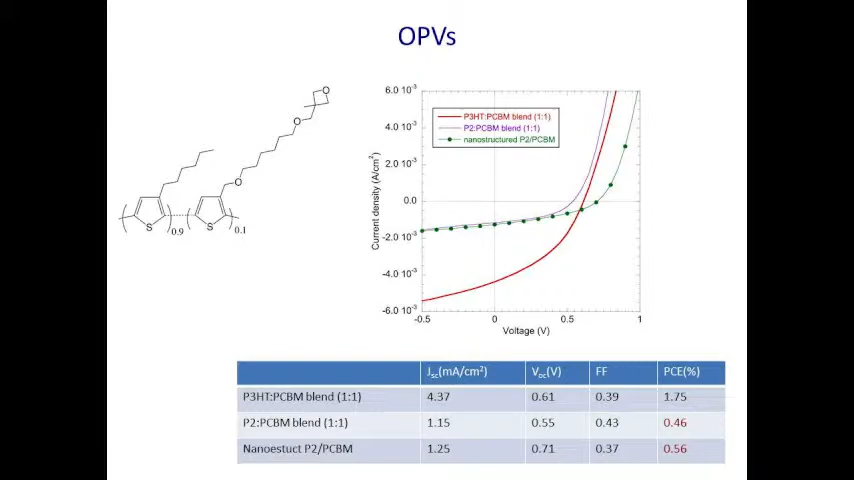 OPVs
O
O
O
S
0.9
S
0.1
6.0 10⁻³
4.0 10⁻³
2.0 10⁻³
0.0
-2.0 10⁻³
-4.0 10⁻³
-6.0 10⁻³
Current density (A/cm²)
P3HT:PCBM blend (1:1)
P2:PCBM blend (1:1)
nanostructured P2/PCBM
-0.5 0 0.5 1
Voltage (V)
Jsc(mA/cm²) Voc(V) FF PCE(%)
P3HT:PCBM blend (1:1) 4.37 0.61 0.39 1.75
P2:PCBM blend (1:1) 1.15 0.55 0.43 0.46
Nanoestuct P2/PCBM 1.25 0.71 0.37 0.56